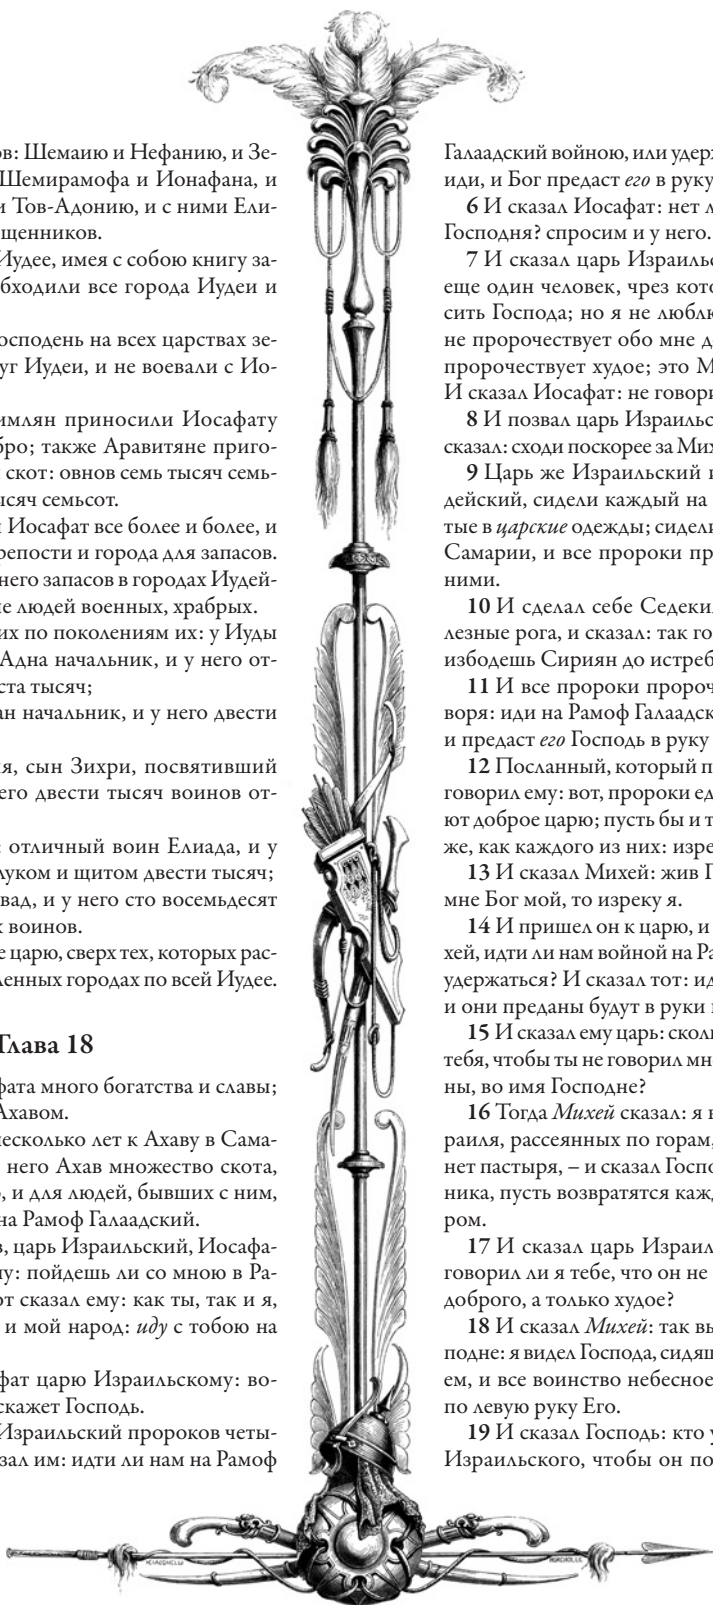 ов: Шемаию и Нефанию, и Зе-
Шемирамофа и Ионафана, и
и Тов-Адонию, и с ними Ели-
щенников.
Иудее, имея с собою книгу за-
бходили все города Иудеи и
осподень на всех царствах зе-
уг Иудеи, и не воевали с Ио-
имлян приносили Иосафату
бро; также Аравитяне приго-
скот: овнов семь тысяч семь-
ысяч семьсот.
Иосафат все более и более, и
репости и города для запасов.
него запасов в городах Иудей-
е людей военных, храбрых.
их по поколениям их: у Иуды
Адна начальник, и у него от-
ста тысяч;
ан начальник, и у него двести
я, сын Зихри, посвятивший
его двести тысяч воинов от-
: отличный воин Елиада, и у
луком и щитом двести тысяч;
вад, и у него сто восемьдесят
воинов.
е царю, сверх тех, которых рас-
ленных городах по всей Иудее.
Глава 18
фата много богатства и славы;
Ахавом.
несколько лет к Ахаву в Сама-
него Ахав множество скота,
, и для людей, бывших с ним,
на Рамоф Галаадский.
в, царь Израильский, Иосафа-
му: пойдешь ли со мною в Ра-
от сказал ему: как ты, так и я,
и мой народ: иду с тобою на
фат царю Израильскому: во-
скажет Господь.
Израильский пророков четы-
зал им: идти ли нам на Рамоф
Галаадский войною, или удерж
иди, и Бог предаст его в руку
6 И сказал Иосафат: нет л
Господня? спросим и у него.
7 И сказал царь Израильс
еще один человек, чрез кото
сить Господа; но я не люблю
не пророчествует обо мне д
пророчествует худое; это М
И сказал Иосафат: не говори
8 И позвал царь Израильс
сказал: сходи поскорее за Мих
9 Царь же Израильский и
дейский, сидели каждый на
тые в царские одежды; сидели
Самарии, и все пророки пр
ними.
10 И сделал себе Седеки
лезные рога, и сказал: так го
избодешь Сириян до истреб
11 И все пророки пророч
воря: иди на Рамоф Галаадск
и предаст его Господь в руку
12 Посланный, который п
говорил ему: вот, пророки ед
ют доброе царю; пусть бы и т
же, как каждого из них: изре
13 И сказал Михей: жив Г
мне Бог мой, то изреку я.
14 И пришел он к царю, и
хей, идти ли нам войной на Ра
удержаться? И сказал тот: ид
и они преданы будут в руки
15 И сказал ему царь: скол
тебя, чтобы ты не говорил мн
ны, во имя Господне?
16 Тогда Михей сказал: я в
раиля, рассеянных по горам,
нет пастыря, – и сказал Госпо
ника, пусть возвратятся каж
ром.
17 И сказал царь Израил
говорил ли я тебе, что он не
доброго, а только худое?
18 И сказал Михей: так вы
подне: я видел Господа, сидящ
ем, и все воинство небесное
по левую руку Его.
19 И сказал Господь: кто у
Израильского, чтобы он по